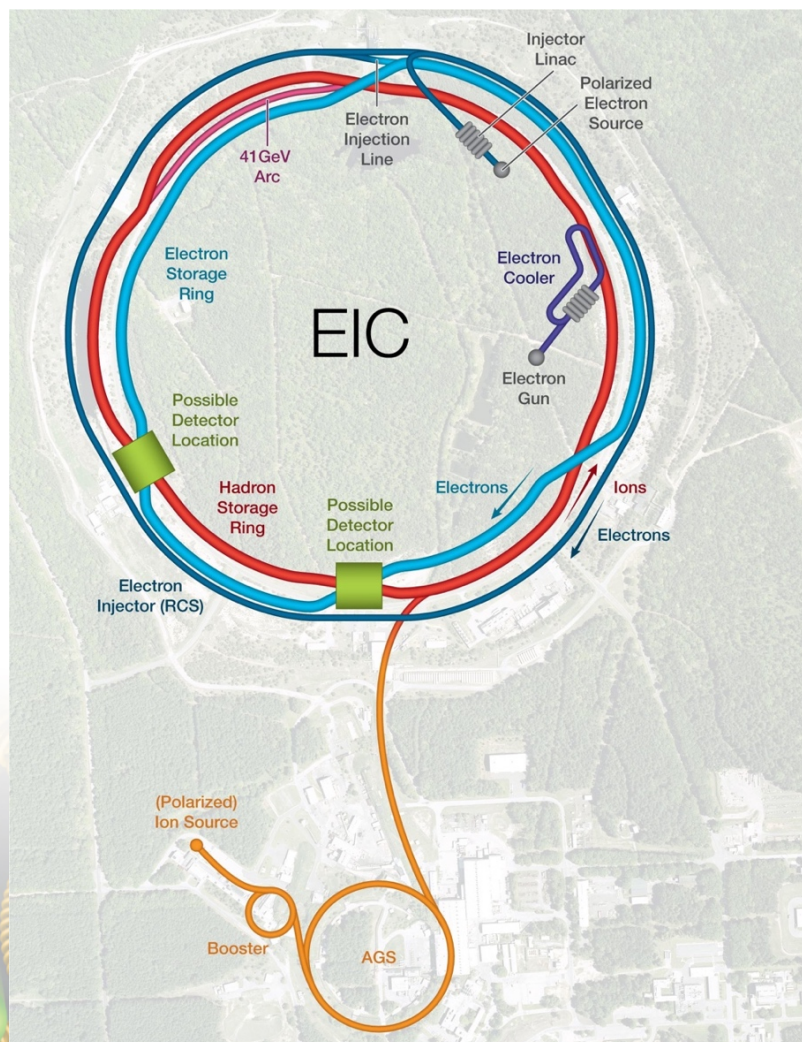 Injector
Linac
Polarized
Electron
Source
Electron
Injection
Line
41GeV
Arc
Electron
Storage
Ring
Electron
Cooler
EIC
Electron
Gun
Possible
Detector
Location
Hadron
Storage
Ring
Possible
Detector
Location
Electrons
Ions
Electrons
Electron
Injector (RCS)
(Polarized)
Ion Source
Booster
AGS